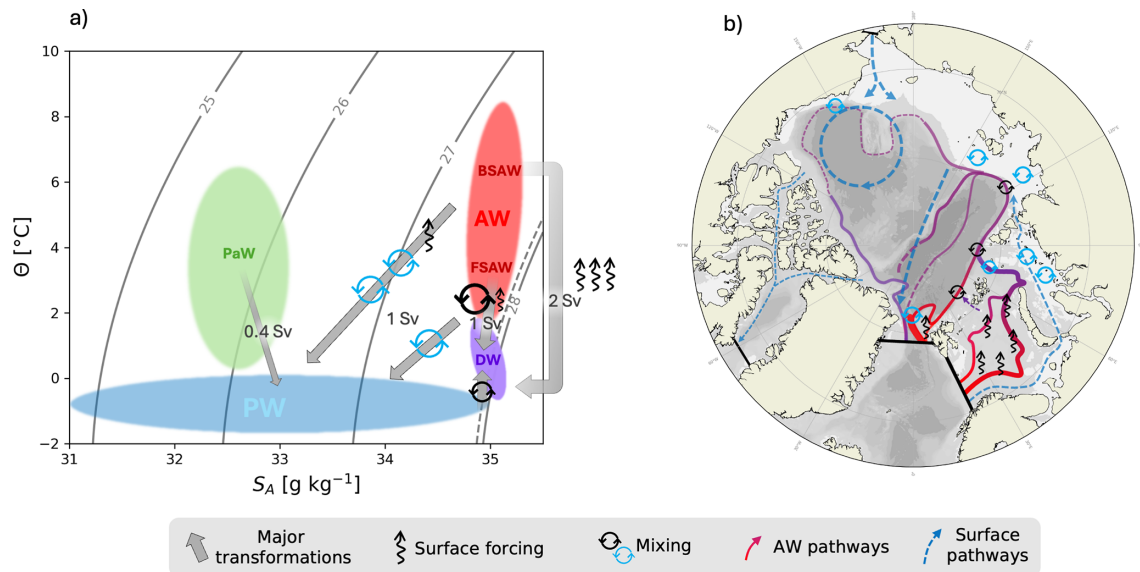 a)
b)
10
8
6
4
2
0
−2
Θ [°C]
25
26
27
28
BSAW
AW
FSAW
PaW
DW
PW
0.4 Sv
1 Sv
1 Sv
2 Sv
31
32
33
34
35
S_A [g kg⁻¹]
Major
transformations
Surface forcing
Mixing
AW pathways
Surface
pathways